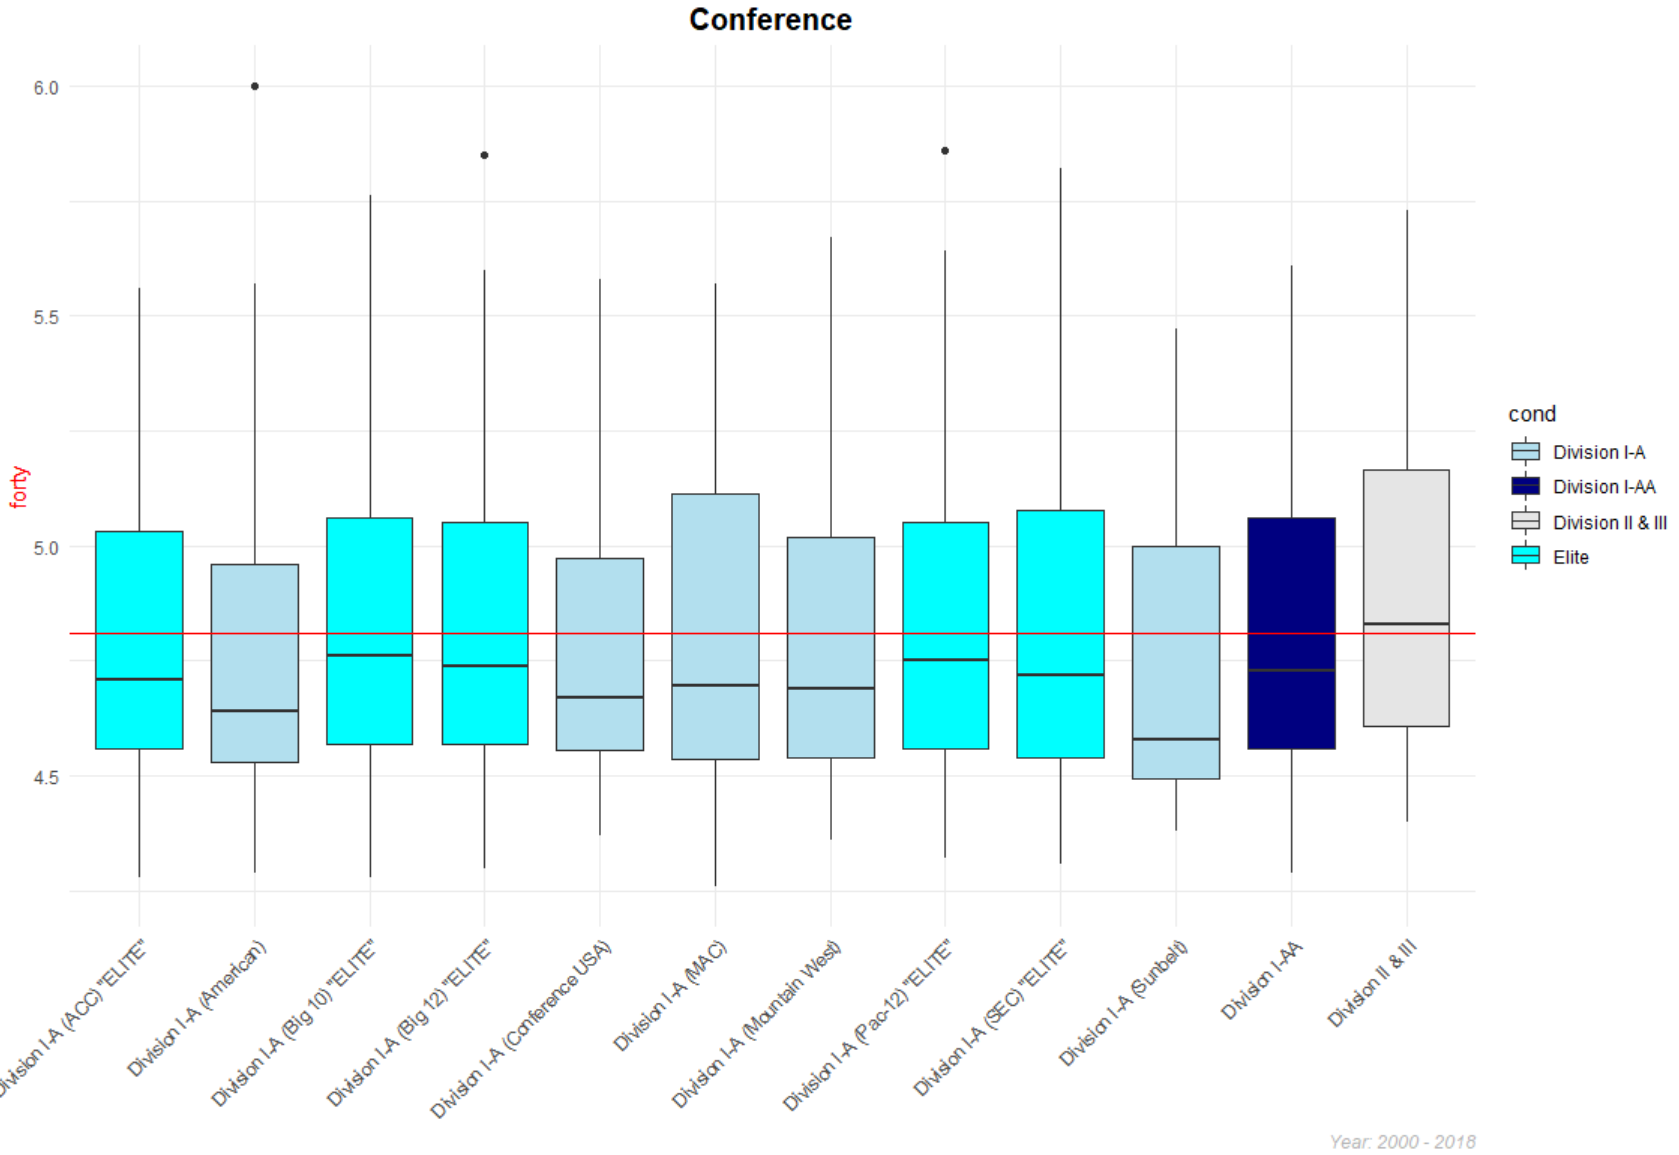 Conference
6.0
5.5
5.0
4.5
forty
cond
Division I-A
Division I-AA
Division II & III
Elite
Division I-A (ACC) "ELITE"
Division I-A (American)
Division I-A (Big 10) "ELITE"
Division I-A (Big 12) "ELITE"
Division I-A (Conference USA)
Division I-A (MAC)
Division I-A (Mountain West)
Division I-A (Pac-12) "ELITE"
Division I-A (SEC) "ELITE"
Division I-A (Sunbelt)
Division I-AA
Division II & III
Year: 2000 - 2018